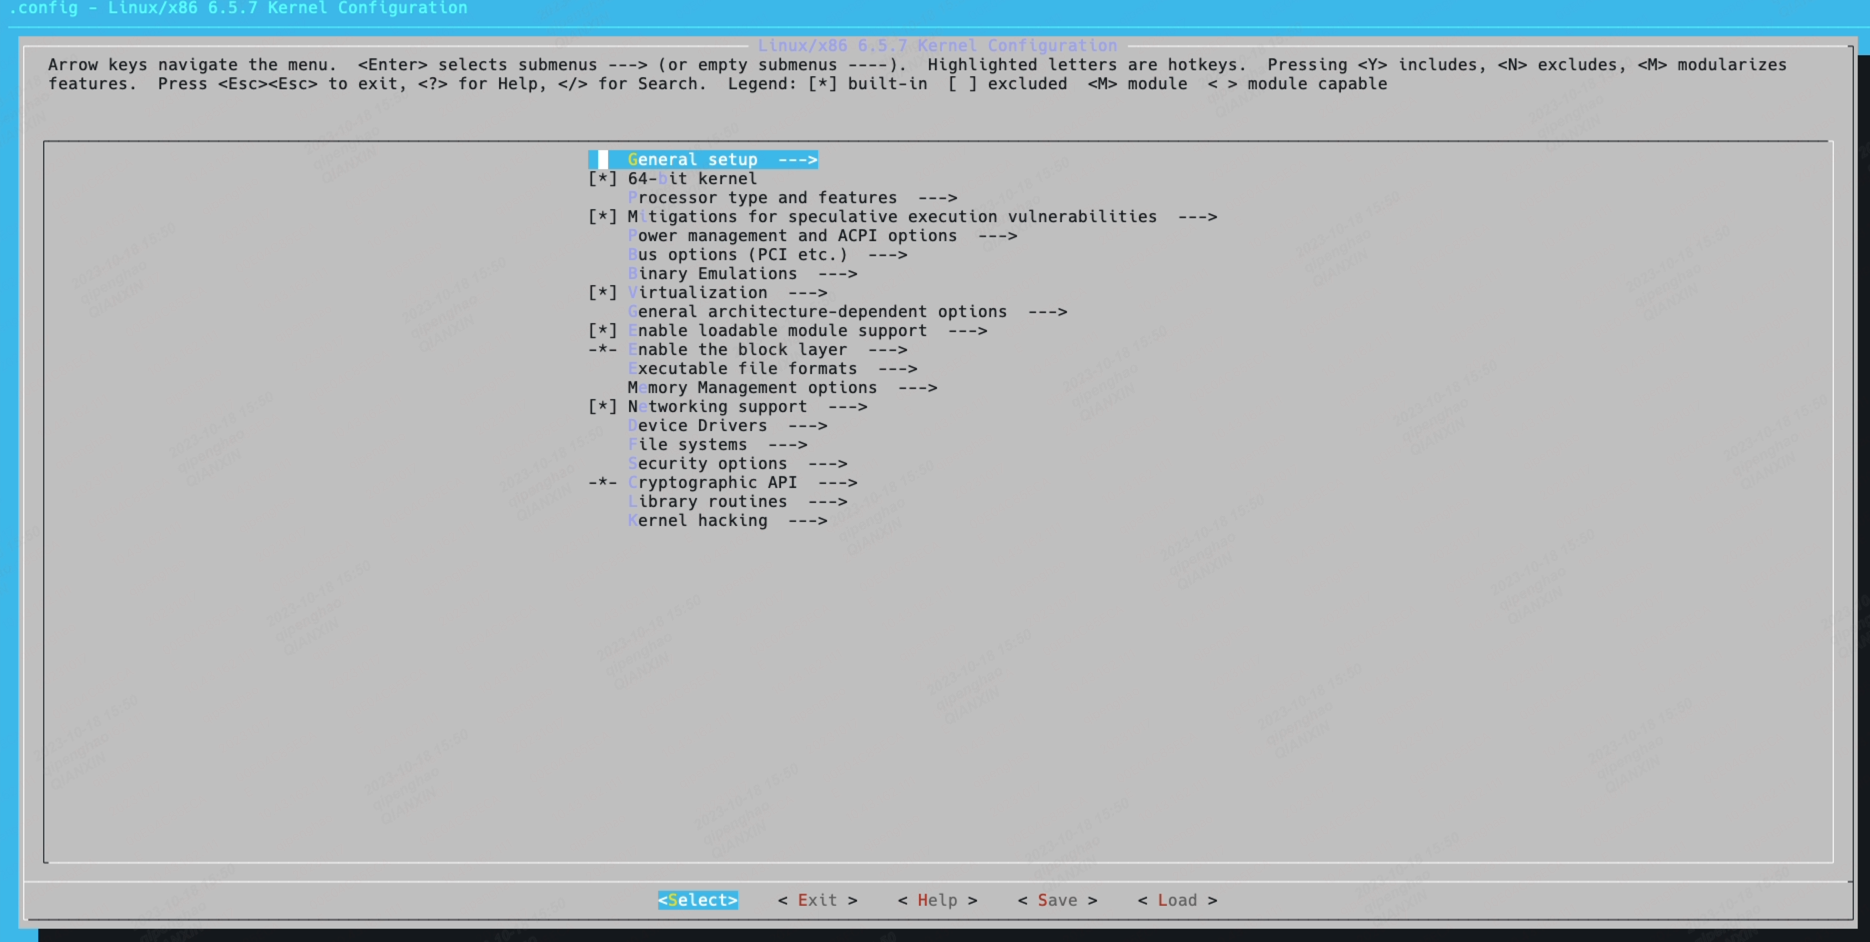 .config - Linux/x86 6.5.7 Kernel Configuration
Linux/x86 6.5.7 Kernel Configuration
Arrow keys navigate the menu.  <Enter> selects submenus ---> (or empty submenus ----).  Highlighted letters are hotkeys.  Pressing <Y> includes, <N> excludes, <M> modularizes
features.  Press <Esc><Esc> to exit, <?> for Help, </> for Search.  Legend: [*] built-in  [ ] excluded  <M> module  < > module capable
General setup  --->
[*] 64-bit kernel
Processor type and features  --->
[*] Mitigations for speculative execution vulnerabilities  --->
Power management and ACPI options  --->
Bus options (PCI etc.)  --->
Binary Emulations  --->
[*] Virtualization  --->
General architecture-dependent options  --->
[*] Enable loadable module support  --->
-*- Enable the block layer  --->
Executable file formats  --->
Memory Management options  --->
[*] Networking support  --->
Device Drivers  --->
File systems  --->
Security options  --->
-*- Cryptographic API  --->
Library routines  --->
Kernel hacking  --->
<Select>    < Exit >    < Help >    < Save >    < Load >